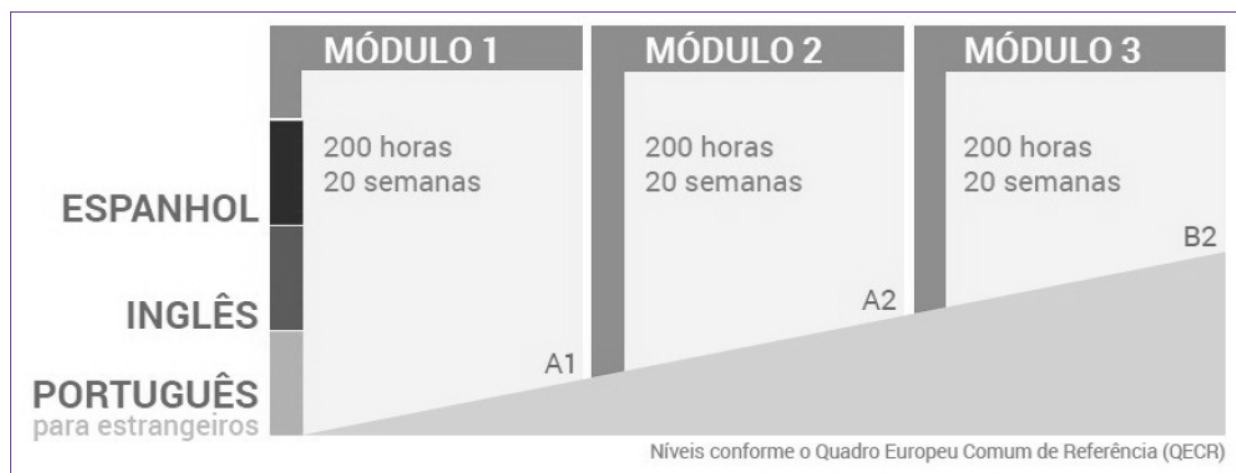 MÓDULO 1
200 horas
20 semanas
A1
MÓDULO 2
200 horas
20 semanas
A2
MÓDULO 3
200 horas
20 semanas
B2
ESPANHOL
INGLÊS
PORTUGUÊS
para estrangeiros
Níveis conforme o Quadro Europeu Comum de Referência (QECR)